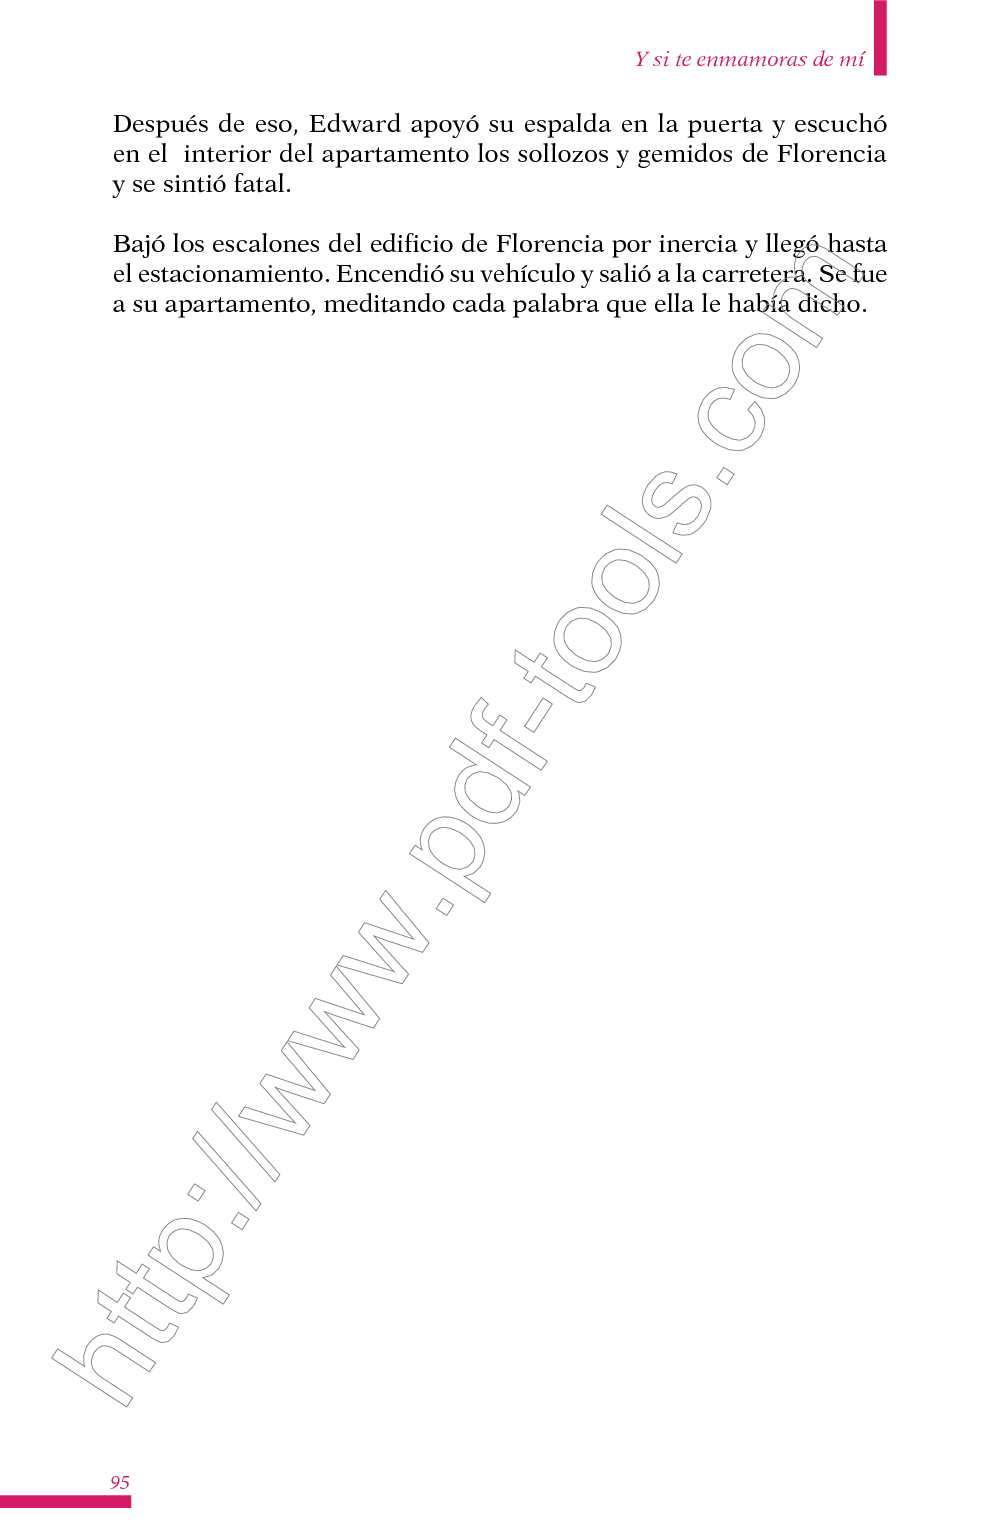 Y si te enmamoras de mí
Después de eso, Edward apoyó su espalda en la puerta y escuchó
en el  interior del apartamento los sollozos y gemidos de Florencia
y se sintió fatal.
Bajó los escalones del edificio de Florencia por inercia y llegó hasta
el estacionamiento. Encendió su vehículo y salió a la carretera. Se fue
a su apartamento, meditando cada palabra que ella le había dicho.
http://www.pdf-tools.com
95